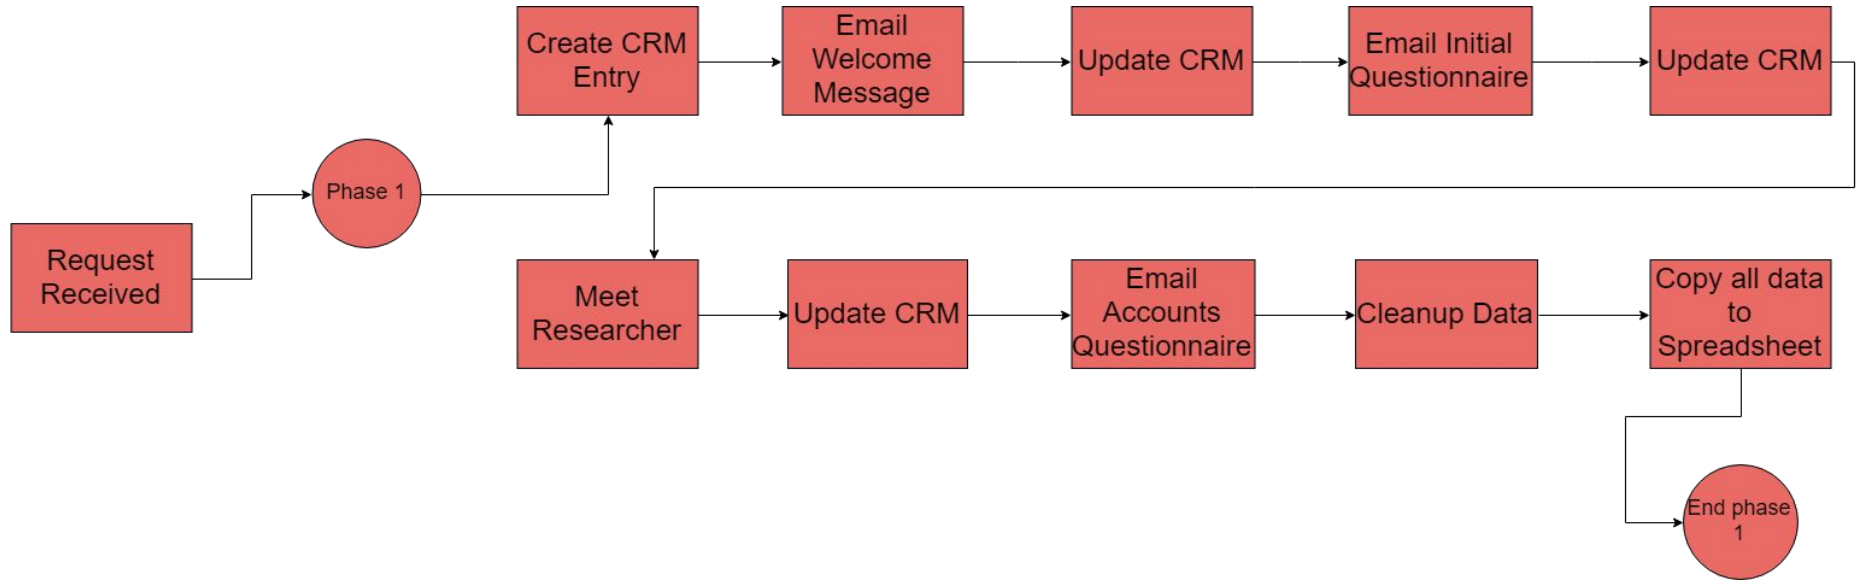 Request
Received
Phase 1
Create CRM
Entry
Email
Welcome
Message
Update CRM
Email Initial
Questionnaire
Update CRM
Meet
Researcher
Update CRM
Email
Accounts
Questionnaire
Cleanup Data
Copy all data
to
Spreadsheet
End phase
1